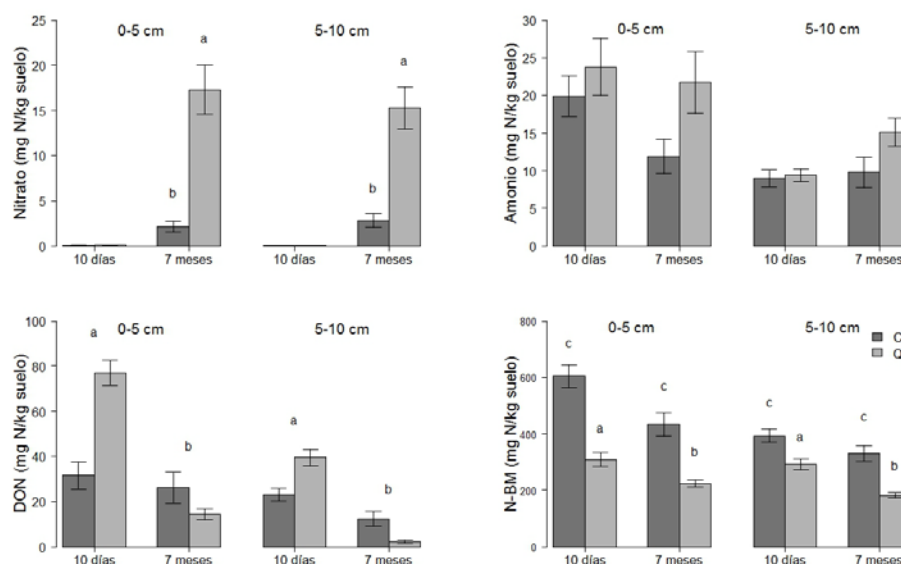 Nitrato (mg N/kg suelo)
25
20
15
10
5
0
0-5 cm
5-10 cm
b
a
b
a
10 días
7 meses
10 días
7 meses
Amonio (mg N/kg suelo)
30
25
20
15
10
5
0
0-5 cm
5-10 cm
10 días
7 meses
10 días
7 meses
DON (mg N/kg suelo)
100
80
60
40
20
0
0-5 cm
5-10 cm
a
b
a
b
10 días
7 meses
10 días
7 meses
N-BM (mg N/kg suelo)
800
600
400
200
0
0-5 cm
5-10 cm
C
Q
c
a
c
b
c
a
c
b
10 días
7 meses
10 días
7 meses